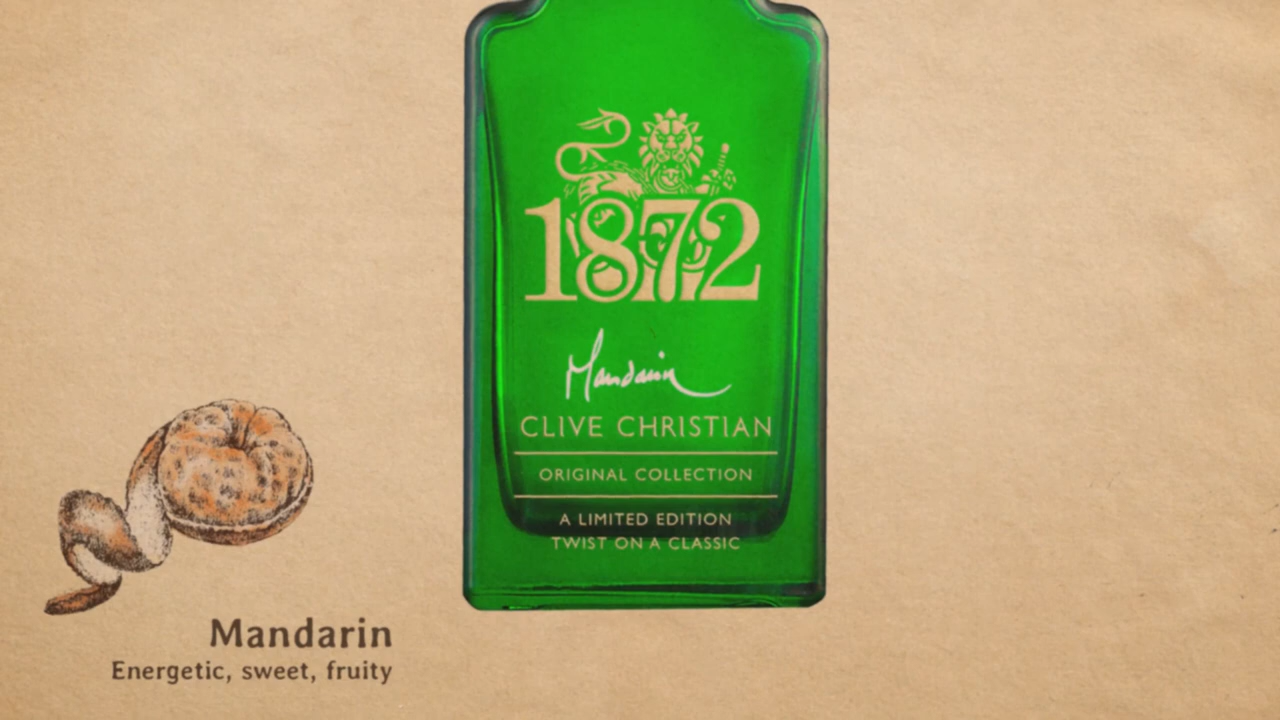 1872
Mandarin
CLIVE CHRISTIAN
ORIGINAL COLLECTION
A LIMITED EDITION
TWIST ON A CLASSIC
Mandarin
Energetic, sweet, fruity